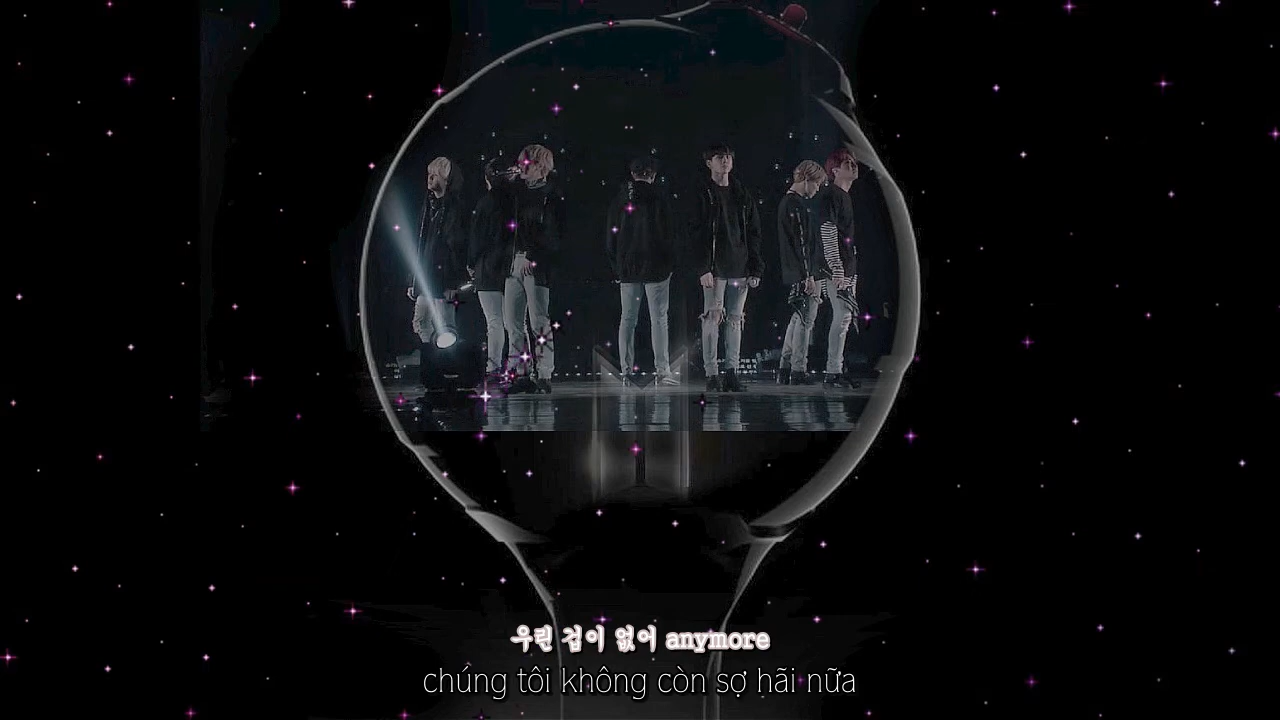 우린 겁이 없어 anymore
chúng tôi không còn sợ hãi nữa